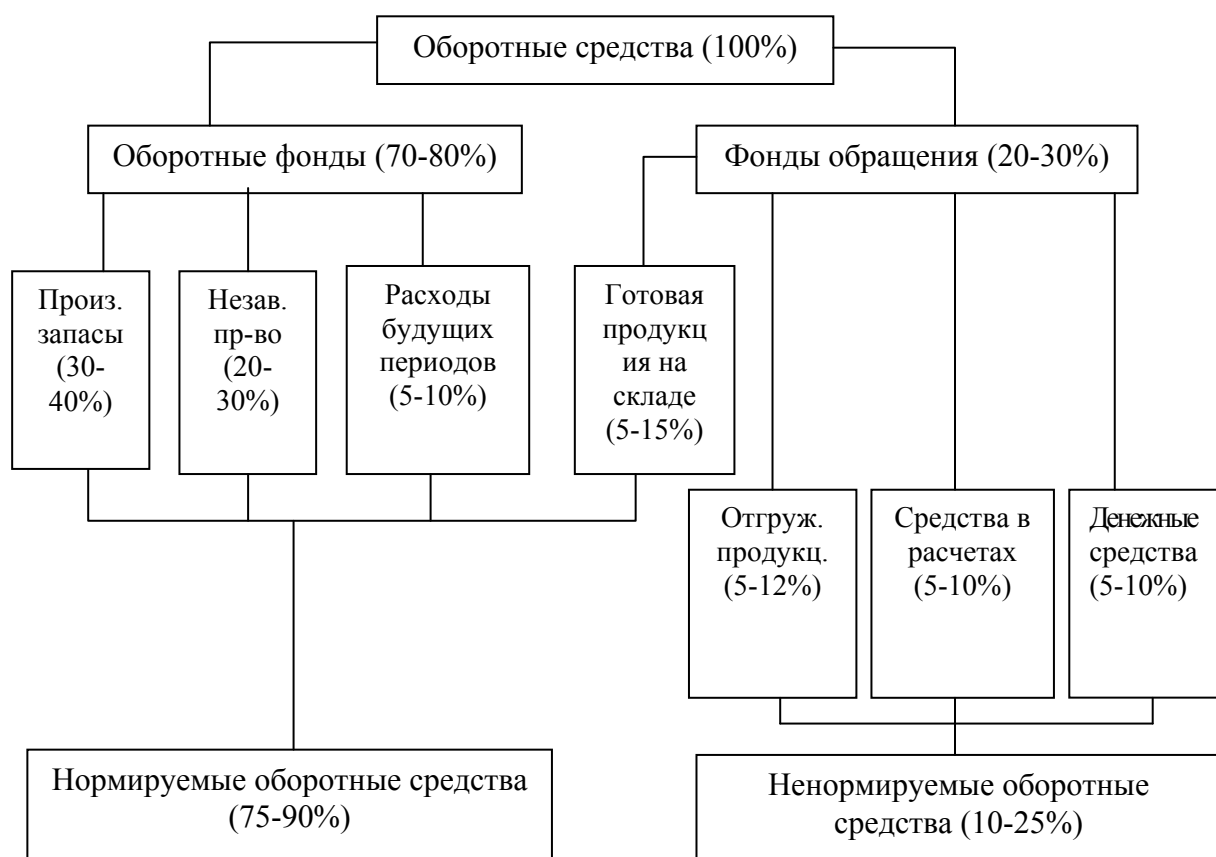 Оборотные средства (100%)
Оборотные фонды (70-80%)
Фонды обращения (20-30%)
Произ.
запасы
(30-
40%)
Незав.
пр-во
(20-
30%)
Расходы
будущих
периодов
(5-10%)
Готовая
продукц
ия на
складе
(5-15%)
Отгруж.
продукц.
(5-12%)
Средства в
расчетах
(5-10%)
Денежные
средства
(5-10%)
Нормируемые оборотные средства
(75-90%)
Ненормируемые оборотные
средства (10-25%)